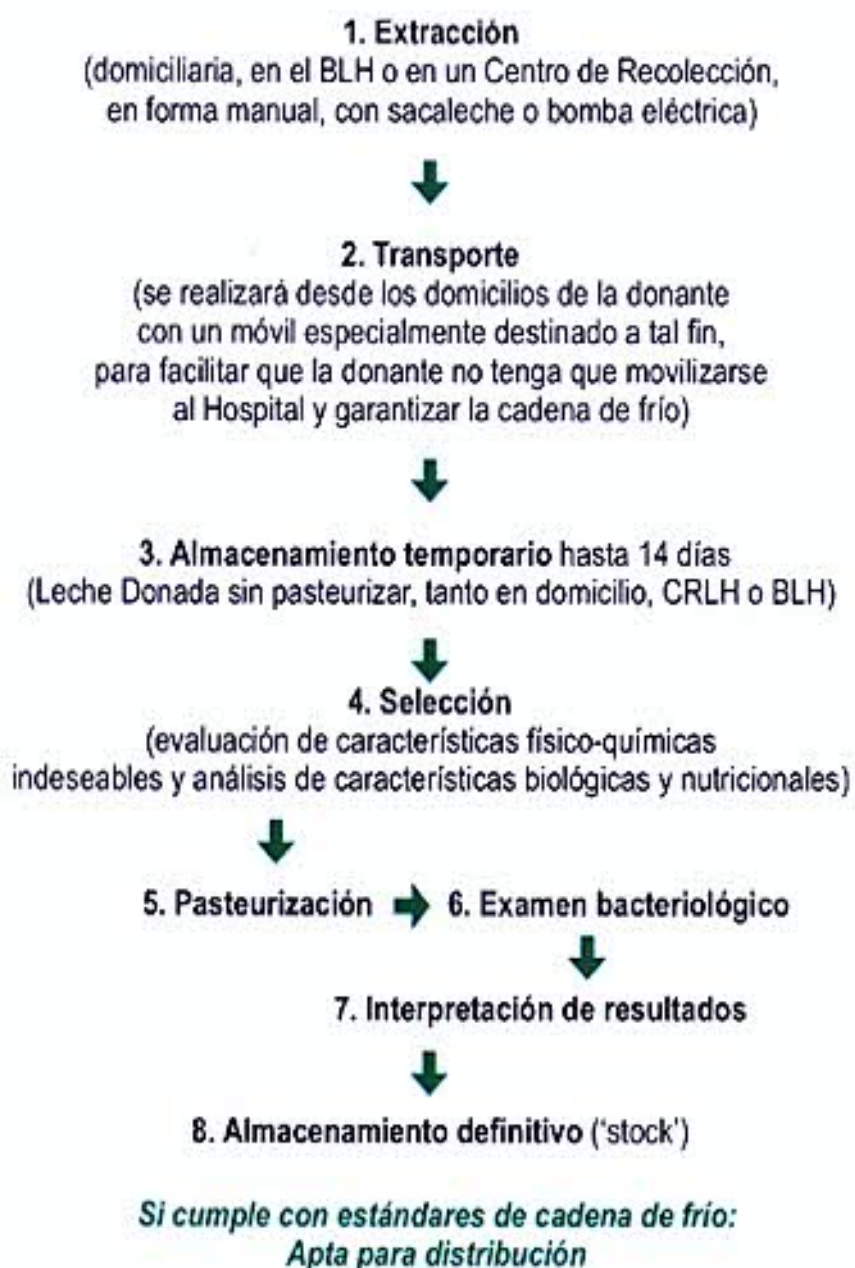 1. Extracción
(domiciliaria, en el BLH o en un Centro de Recolección,
en forma manual, con sacaleche o bomba eléctrica)
2. Transporte
(se realizará desde los domicilios de la donante
con un móvil especialmente destinado a tal fin,
para facilitar que la donante no tenga que movilizarse
al Hospital y garantizar la cadena de frío)
3. Almacenamiento temporario hasta 14 días
(Leche Donada sin pasteurizar, tanto en domicilio, CRLH o BLH)
4. Selección
(evaluación de características físico-químicas
indeseables y análisis de características biológicas y nutricionales)
5. Pasteurización 6. Examen bacteriológico
7. Interpretación de resultados
8. Almacenamiento definitivo ('stock')
Si cumple con estándares de cadena de frío:
Apta para distribución